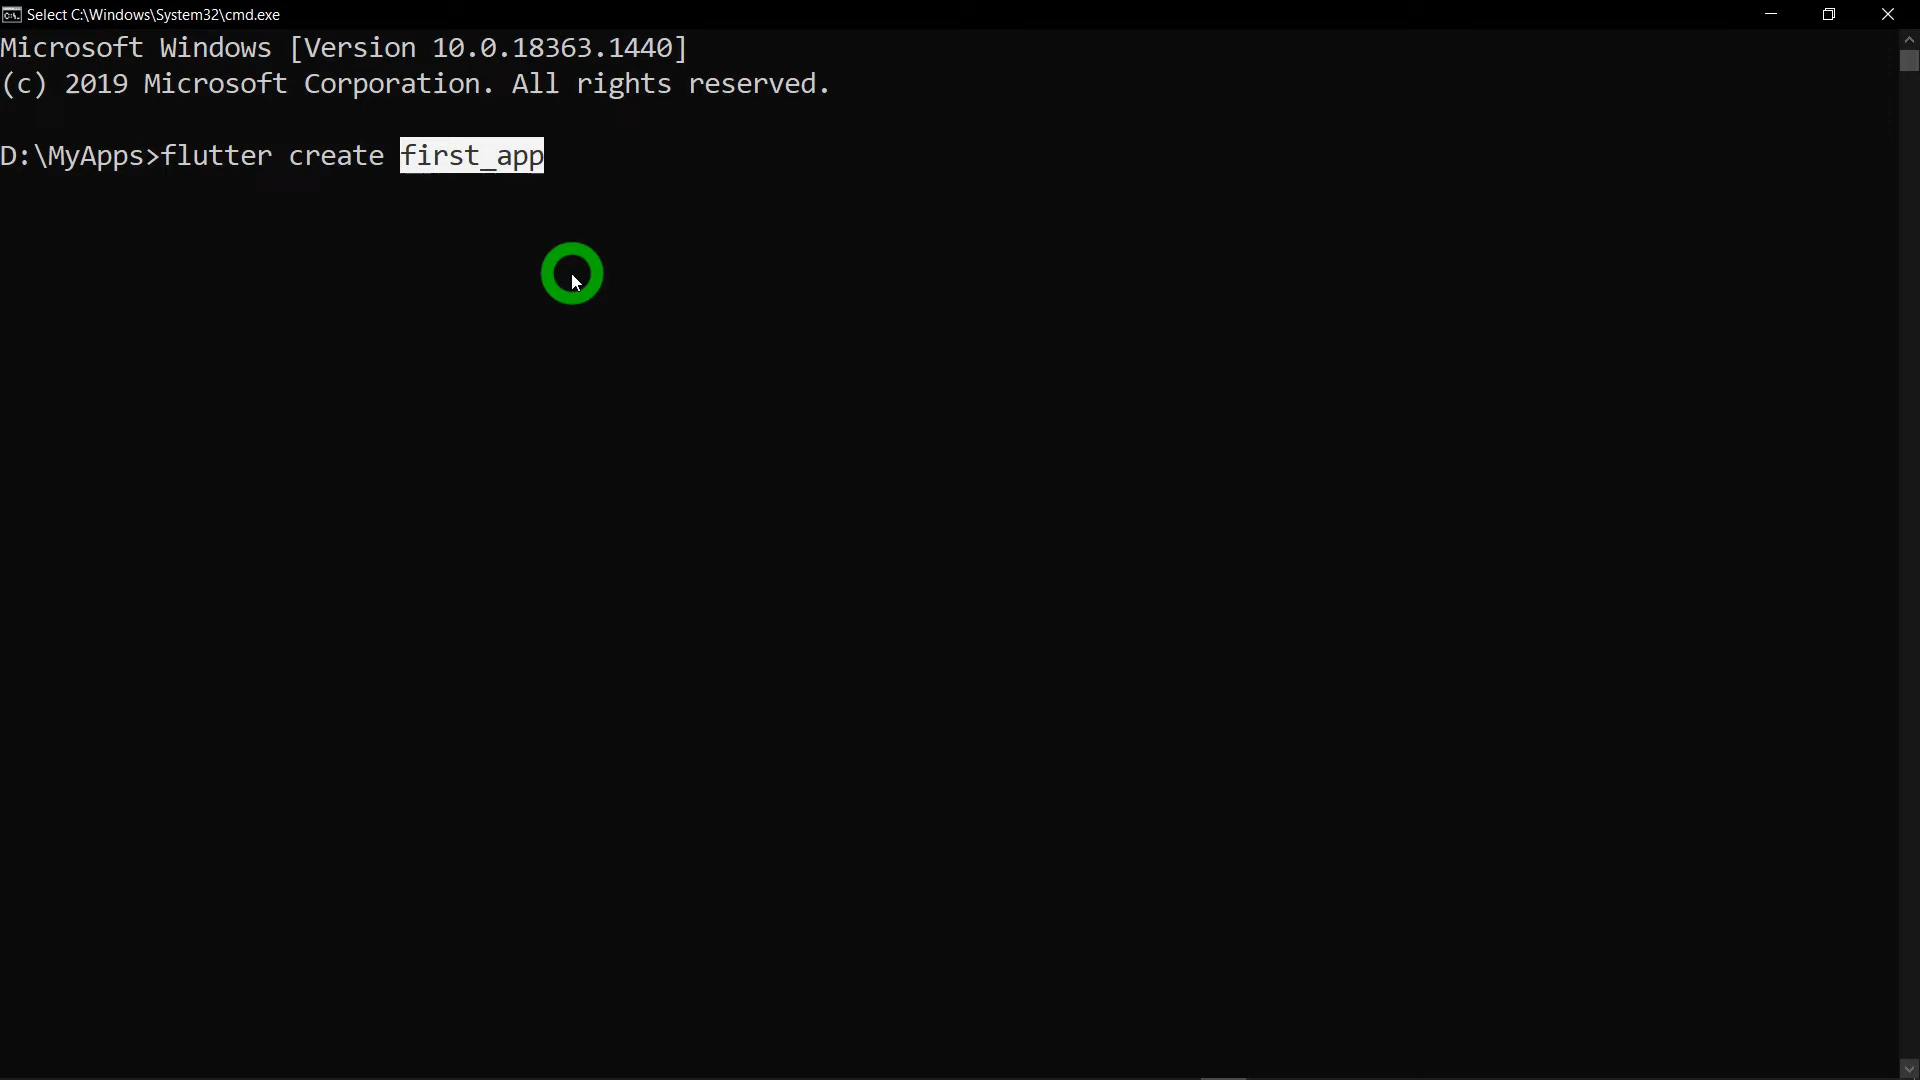 Select C:\Windows\System32\cmd.exe
Microsoft Windows [Version 10.0.18363.1440]
(c) 2019 Microsoft Corporation. All rights reserved.
D:\MyApps>flutter create first_app